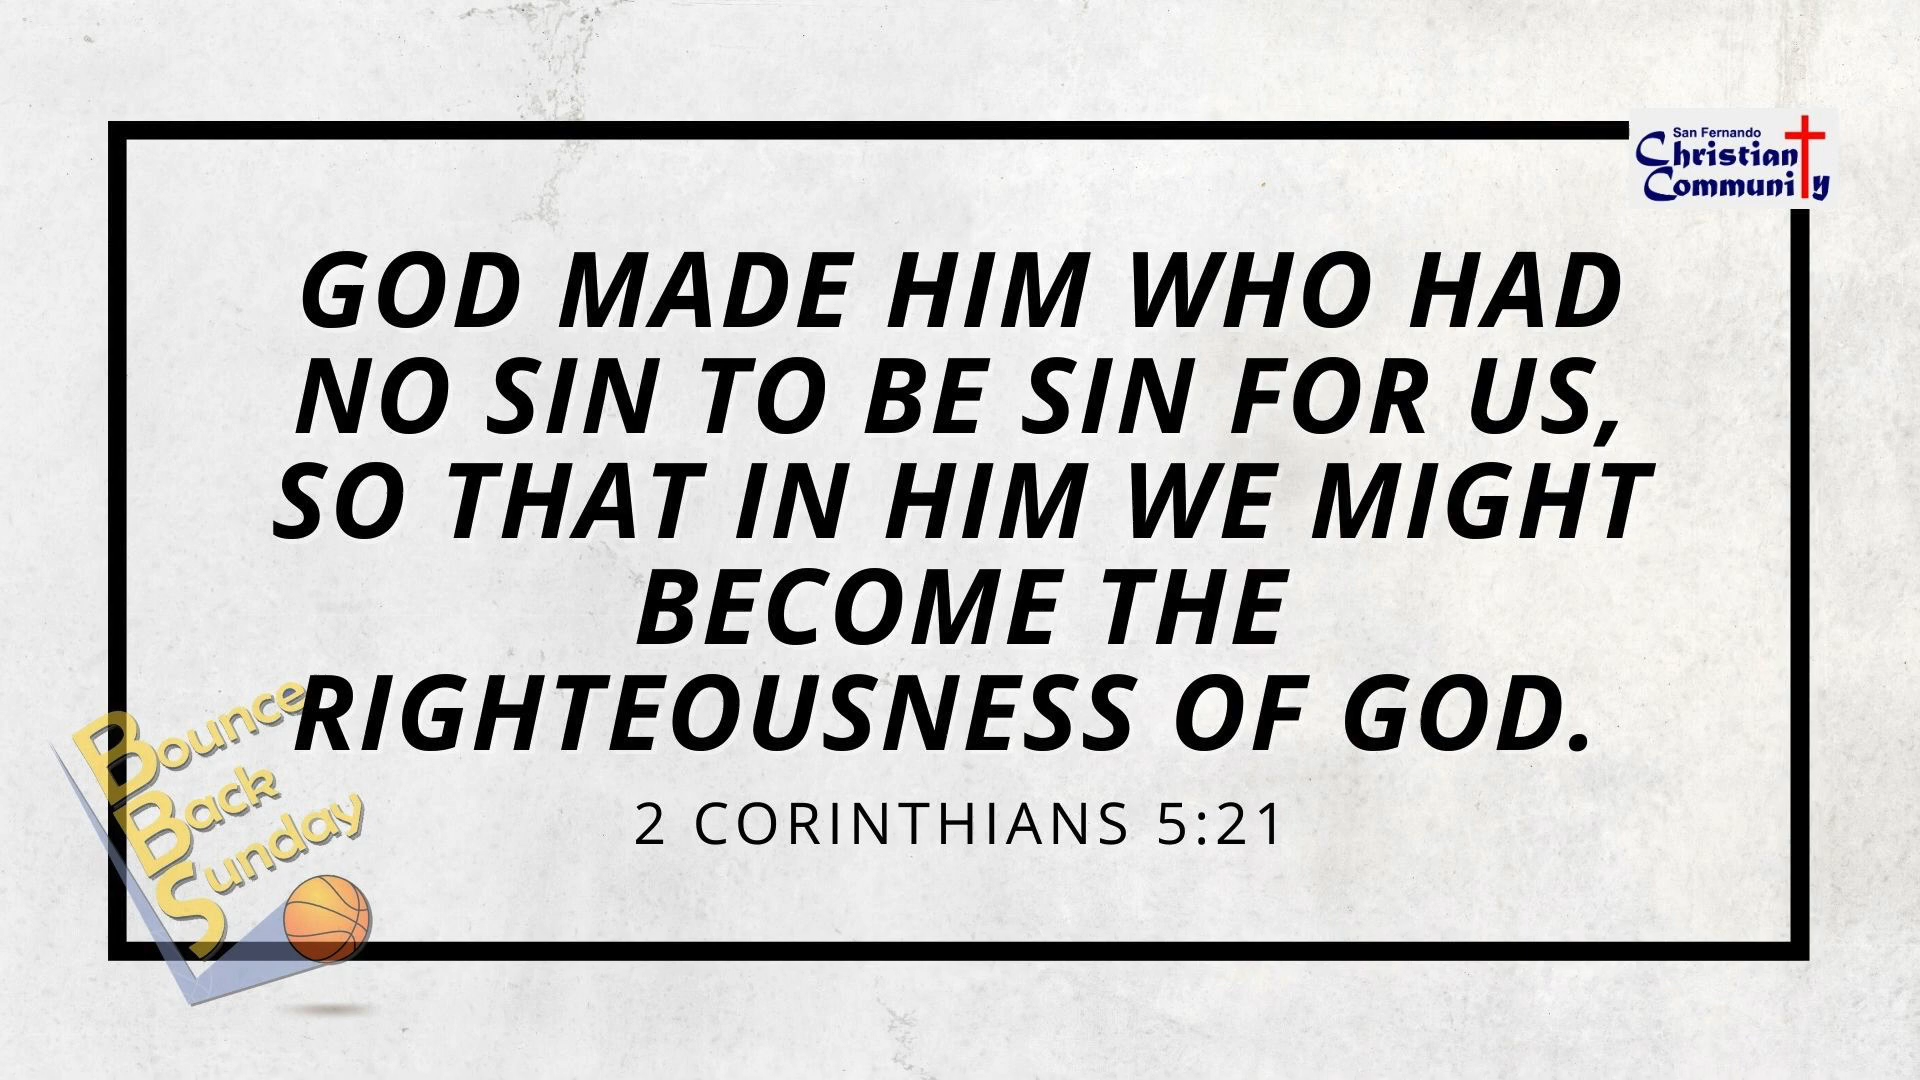 San Fernando
Christian
Community
GOD MADE HIM WHO HAD
NO SIN TO BE SIN FOR US,
SO THAT IN HIM WE MIGHT
BECOME THE
RIGHTEOUSNESS OF GOD.
2 CORINTHIANS 5:21
Bounce
Back
Sunday